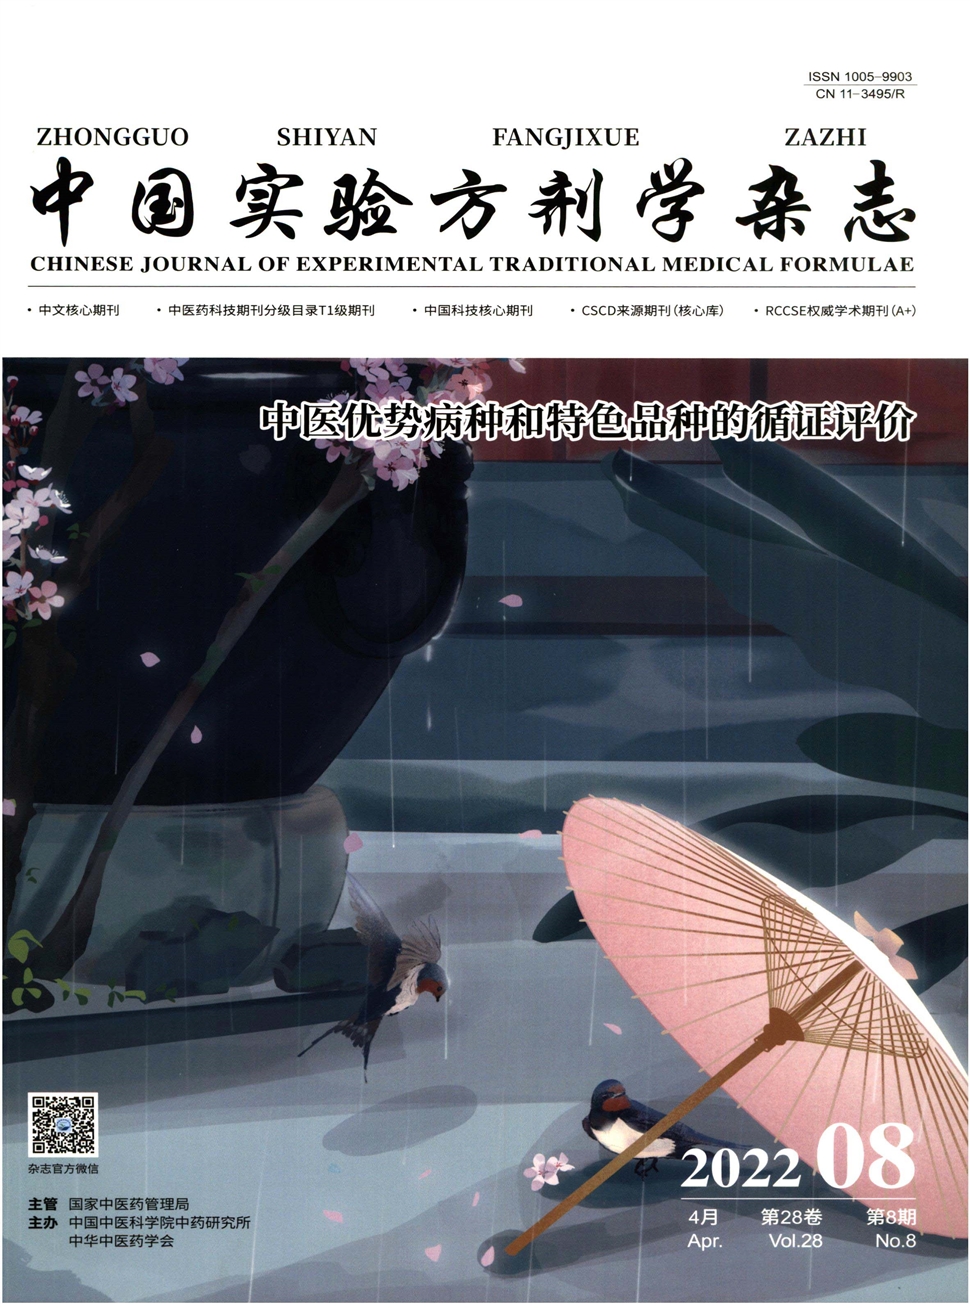 ISSN 1005-9903
CN 11-3495/R
ZHONGGUO SHIYAN FANGJIXUE ZAZHI
中国实验方剂学杂志
CHINESE JOURNAL OF EXPERIMENTAL TRADITIONAL MEDICAL FORMULAE
・中文核心期刊 ・中医药科技期刊分级目录T1级期刊 ・中国科技核心期刊 ・CSCD来源期刊(核心库) ・RCCSE权威学术期刊(A+)
中医优势病种和特色品种的循证评价
杂志官方微信
主管 国家中医药管理局
主办 中国中医科学院中药研究所
中华中医药学会
2022 08
4月 第28卷 第8期
Apr. Vol.28 No.8